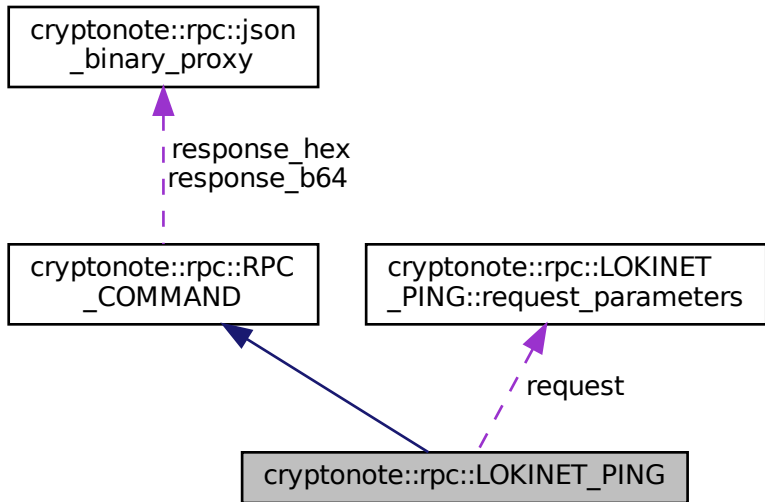 cryptonote::rpc::json
_binary_proxy
response_hex
response_b64
cryptonote::rpc::RPC
_COMMAND
cryptonote::rpc::LOKINET
_PING::request_parameters
request
cryptonote::rpc::LOKINET_PING